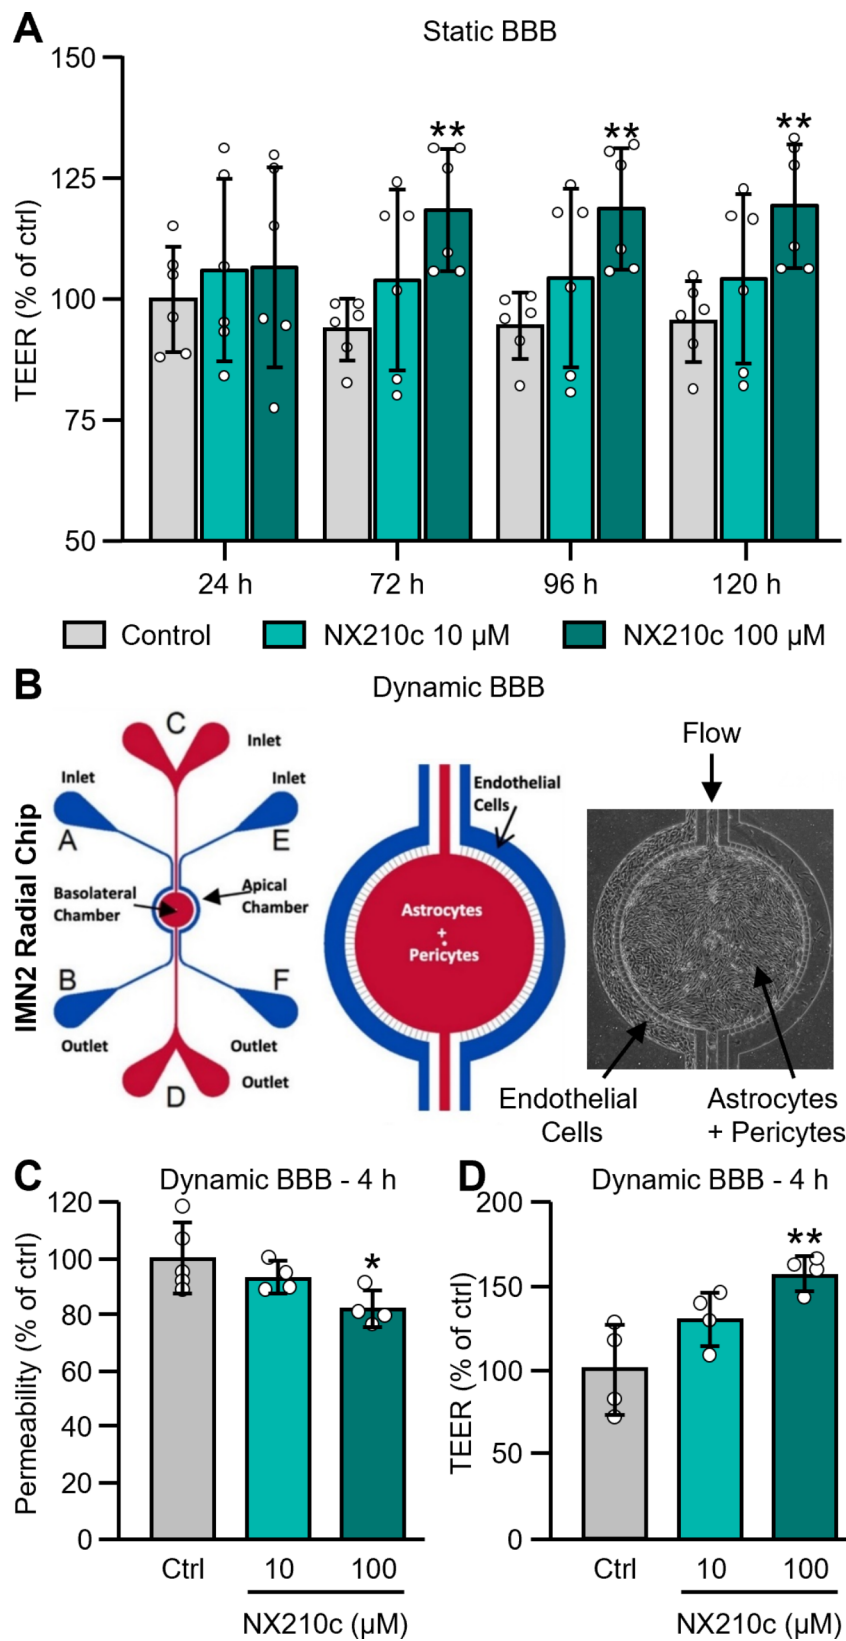 A
Static BBB
TEER (% of ctrl)
150
125
100
75
50
** ** **
24 h 72 h 96 h 120 h
Control NX210c 10 μM NX210c 100 μM
B
Dynamic BBB
IMN2 Radial Chip
C
Inlet
Inlet
Inlet
A
E
Basolateral
Chamber
Apical
Chamber
B
F
Outlet
Outlet
Outlet
D
Endothelial
Cells
Astrocytes
+
Pericytes
Flow
Endothelial
Cells
Astrocytes
+ Pericytes
C
Dynamic BBB - 4 h
Permeability (% of ctrl)
120
100
80
60
40
20
0
*
Ctrl 10 100
NX210c (μM)
D
Dynamic BBB - 4 h
TEER (% of ctrl)
200
150
100
50
0
**
Ctrl 10 100
NX210c (μM)